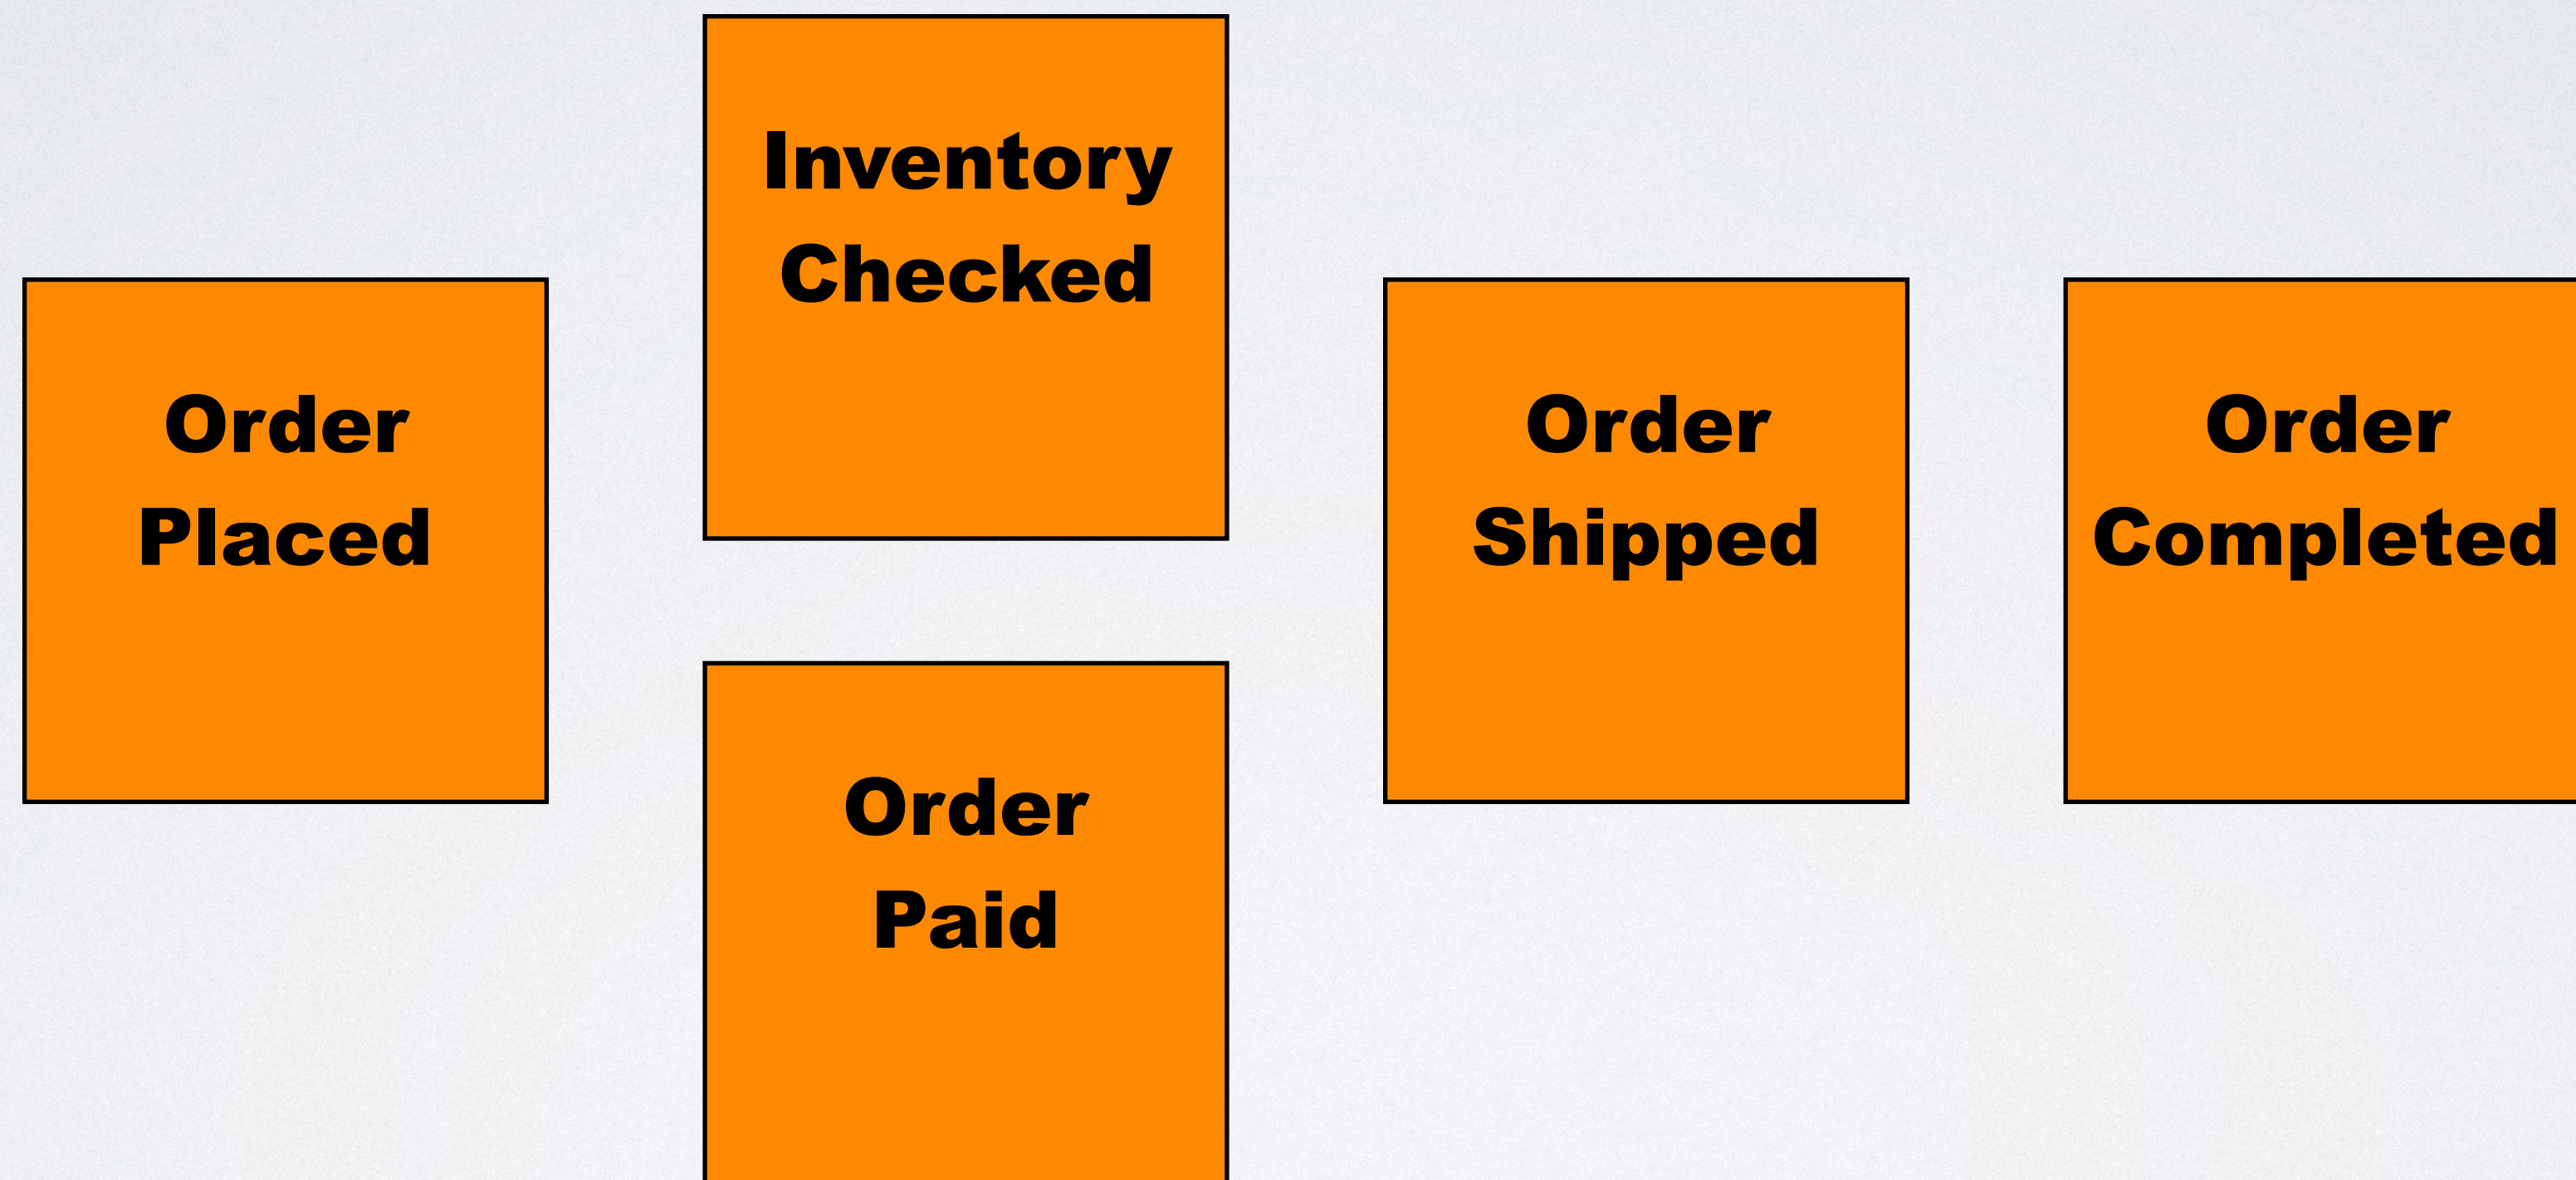 Order
Placed
Inventory
Checked
Order
Paid
Order
Shipped
Order
Completed